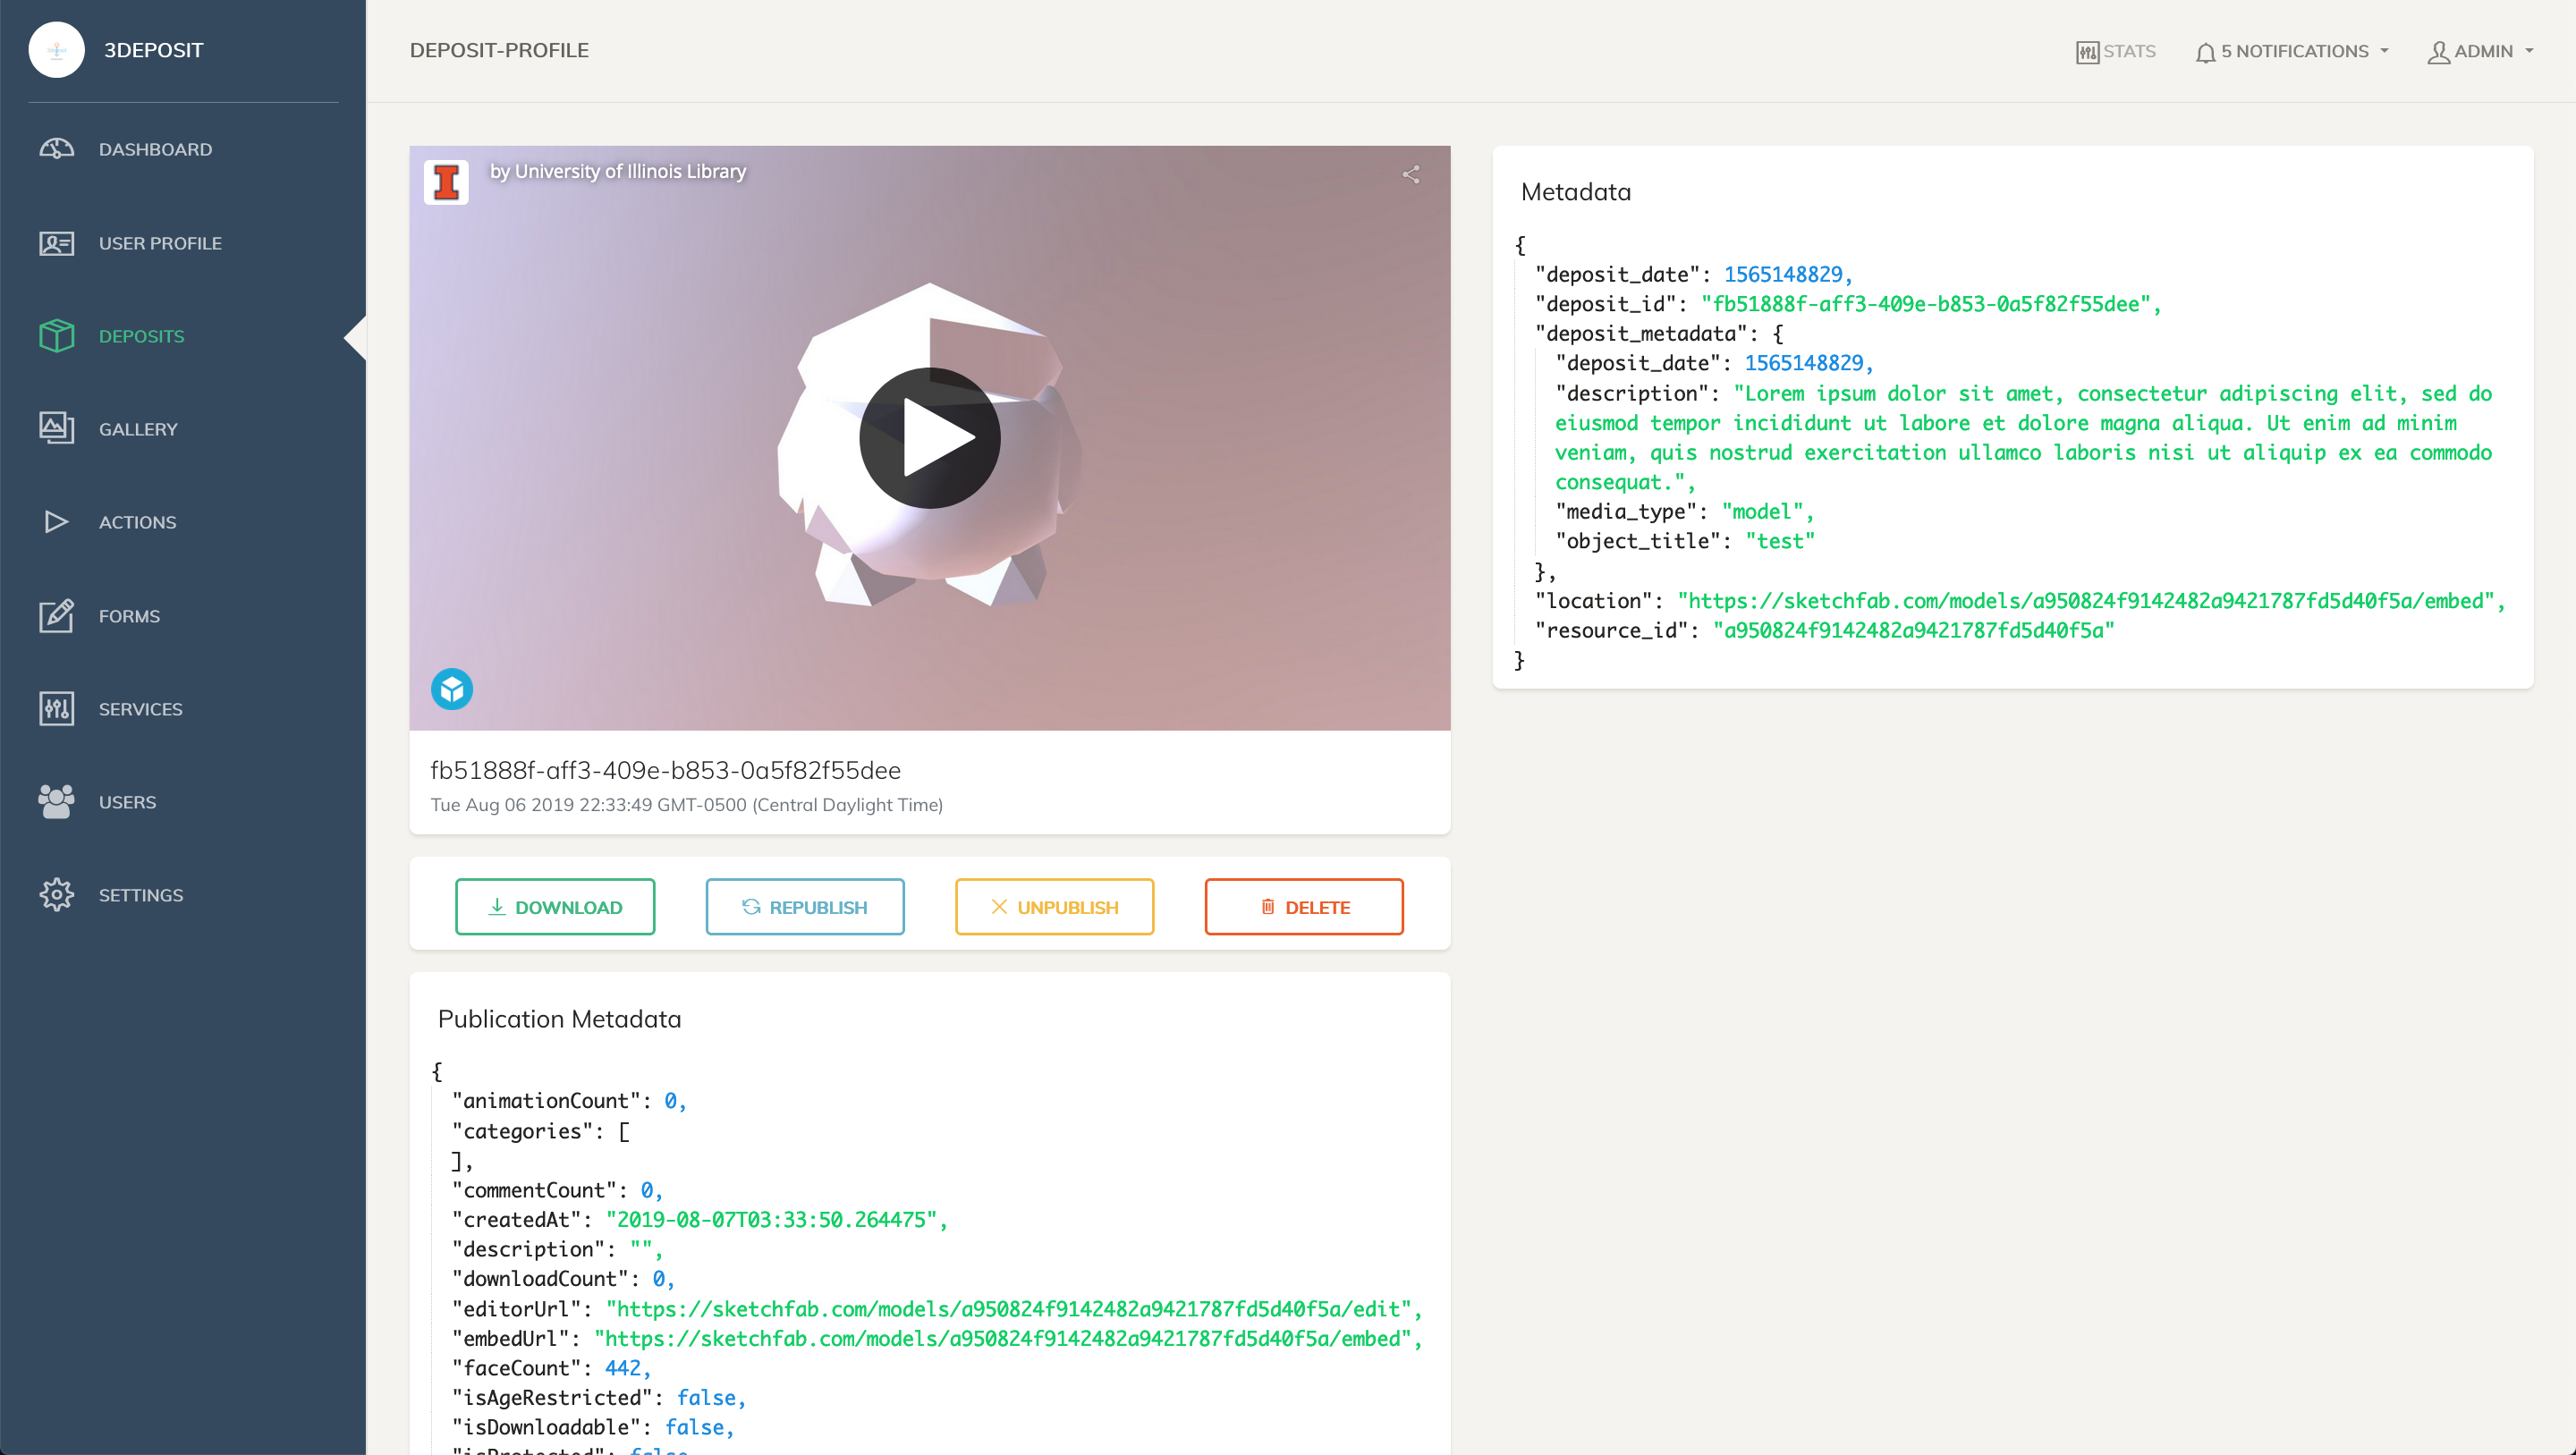 3DEPOSIT
DASHBOARD
USER PROFILE
DEPOSITS
GALLERY
ACTIONS
FORMS
SERVICES
USERS
SETTINGS
DEPOSIT-PROFILE
STATS
5 NOTIFICATIONS
ADMIN
by University of Illinois Library
fb51888f-aff3-409e-b853-0a5f82f55dee
Tue Aug 06 2019 22:33:49 GMT-0500 (Central Daylight Time)
DOWNLOAD
REPUBLISH
UNPUBLISH
DELETE
Publication Metadata
{
"animationCount": 0,
"categories": [
],
"commentCount": 0,
"createdAt": "2019-08-07T03:33:50.264475",
"description": "",
"downloadCount": 0,
"editorUrl": "https://sketchfab.com/models/a950824f9142482a9421787fd5d40f5a/edit",
"embedUrl": "https://sketchfab.com/models/a950824f9142482a9421787fd5d40f5a/embed",
"faceCount": 442,
"isAgeRestricted": false,
"isDownloadable": false,
"isProtected": false
Metadata
{
"deposit_date": 1565148829,
"deposit_id": "fb51888f-aff3-409e-b853-0a5f82f55dee",
"deposit_metadata": {
"deposit_date": 1565148829,
"description": "Lorem ipsum dolor sit amet, consectetur adipiscing elit, sed do
eiusmod tempor incididunt ut labore et dolore magna aliqua. Ut enim ad minim
veniam, quis nostrud exercitation ullamco laboris nisi ut aliquip ex ea commodo
consequat.",
"media_type": "model",
"object_title": "test"
},
"location": "https://sketchfab.com/models/a950824f9142482a9421787fd5d40f5a/embed",
"resource_id": "a950824f9142482a9421787fd5d40f5a"
}